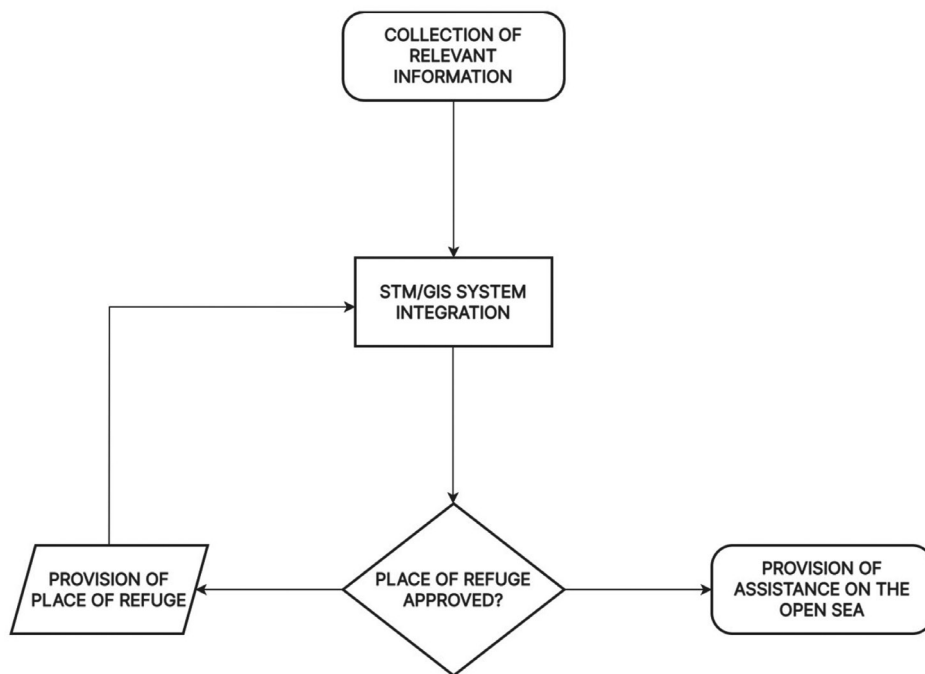 COLLECTION OF
RELEVANT
INFORMATION
STM/GIS SYSTEM
INTEGRATION
PROVISION OF
PLACE OF REFUGE
PLACE OF REFUGE
APPROVED?
PROVISION OF
ASSISTANCE ON THE
OPEN SEA